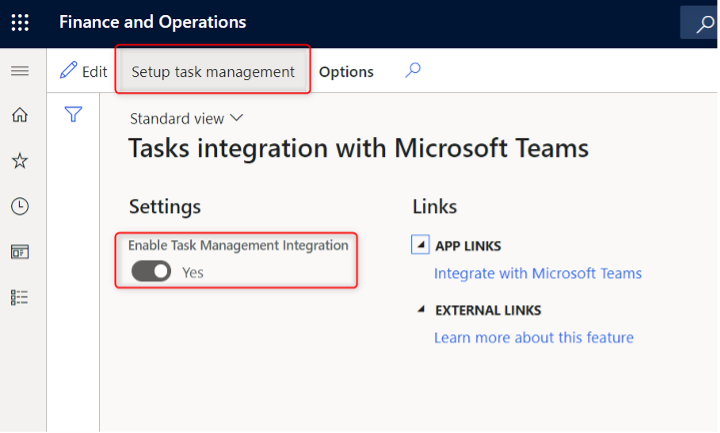 Finance and Operations
Edit Setup task management Options
Standard view
Tasks integration with Microsoft Teams
Settings
Enable Task Management Integration
Yes
Links
APP LINKS
Integrate with Microsoft Teams
EXTERNAL LINKS
Learn more about this feature